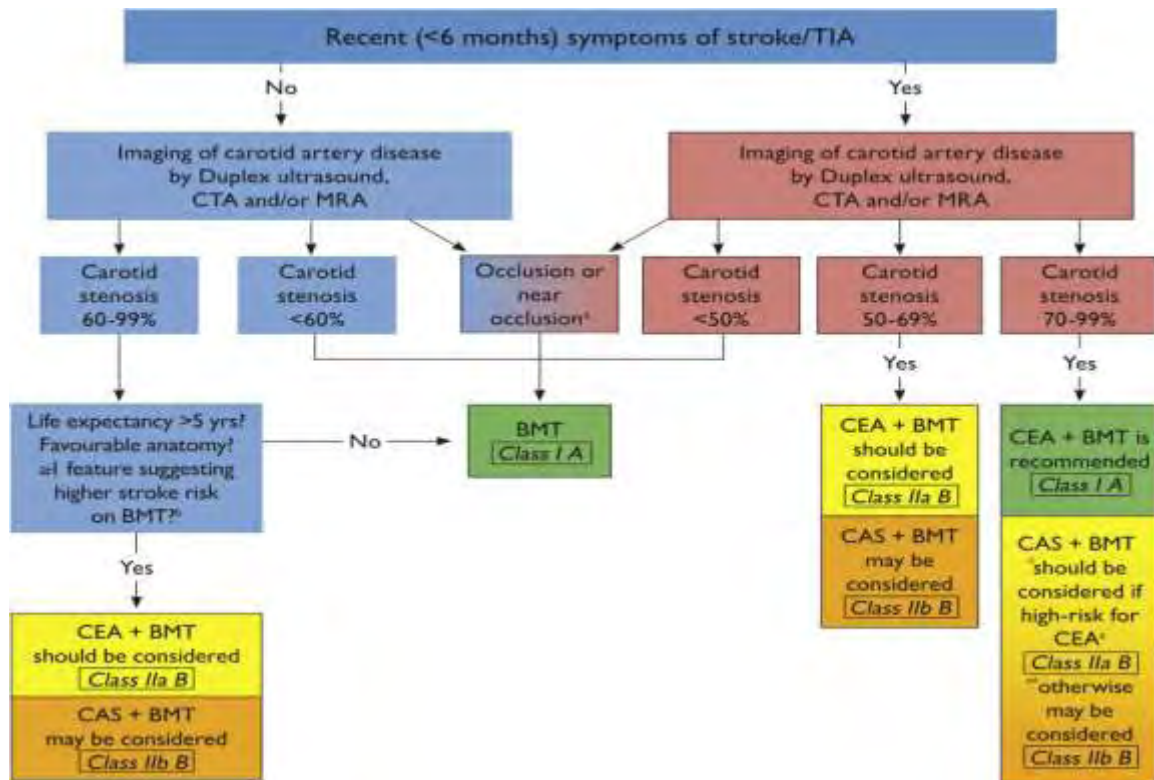 Recent (<6 months) symptoms of stroke/TIA
No
Yes
Imaging of carotid artery disease
by Duplex ultrasound,
CTA and/or MRA
Imaging of carotid artery disease
by Duplex ultrasound,
CTA and/or MRA
Carotid
stenosis
60-99%
Carotid
stenosis
<60%
Occlusion or
near
occlusionᵃ
Carotid
stenosis
<50%
Carotid
stenosis
50-69%
Carotid
stenosis
70-99%
Yes
Yes
Life expectancy >5 yrs?
Favourable anatomy?
≥1 feature suggesting
higher stroke risk
on BMT?ᵇ
No
BMT
Class I A
CEA + BMT
should be
considered
Class IIa B
CAS + BMT
may be
considered
Class IIb B
CEA + BMT is
recommended
Class I A
CAS + BMT
should be
considered if
high-risk for
CEA
Class IIa B
otherwise
may be
considered
Class IIb B
Yes
CEA + BMT
should be considered
Class IIa B
CAS + BMT
may be considered
Class IIb B